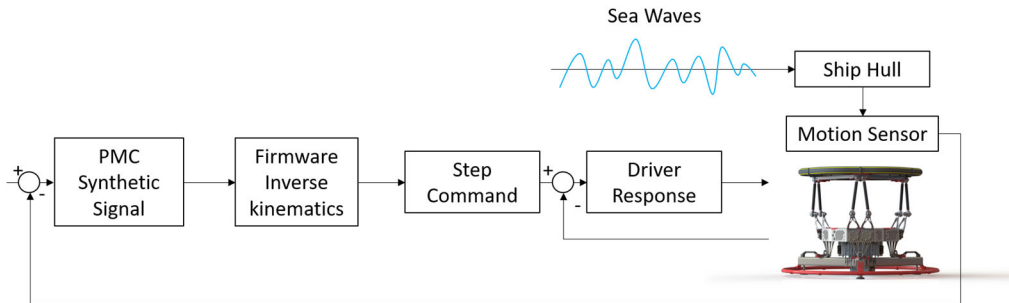 Sea Waves
Ship Hull
Motion Sensor
+
-
PMC
Synthetic
Signal
Firmware
Inverse
kinematics
Step
Command
+
-
Driver
Response